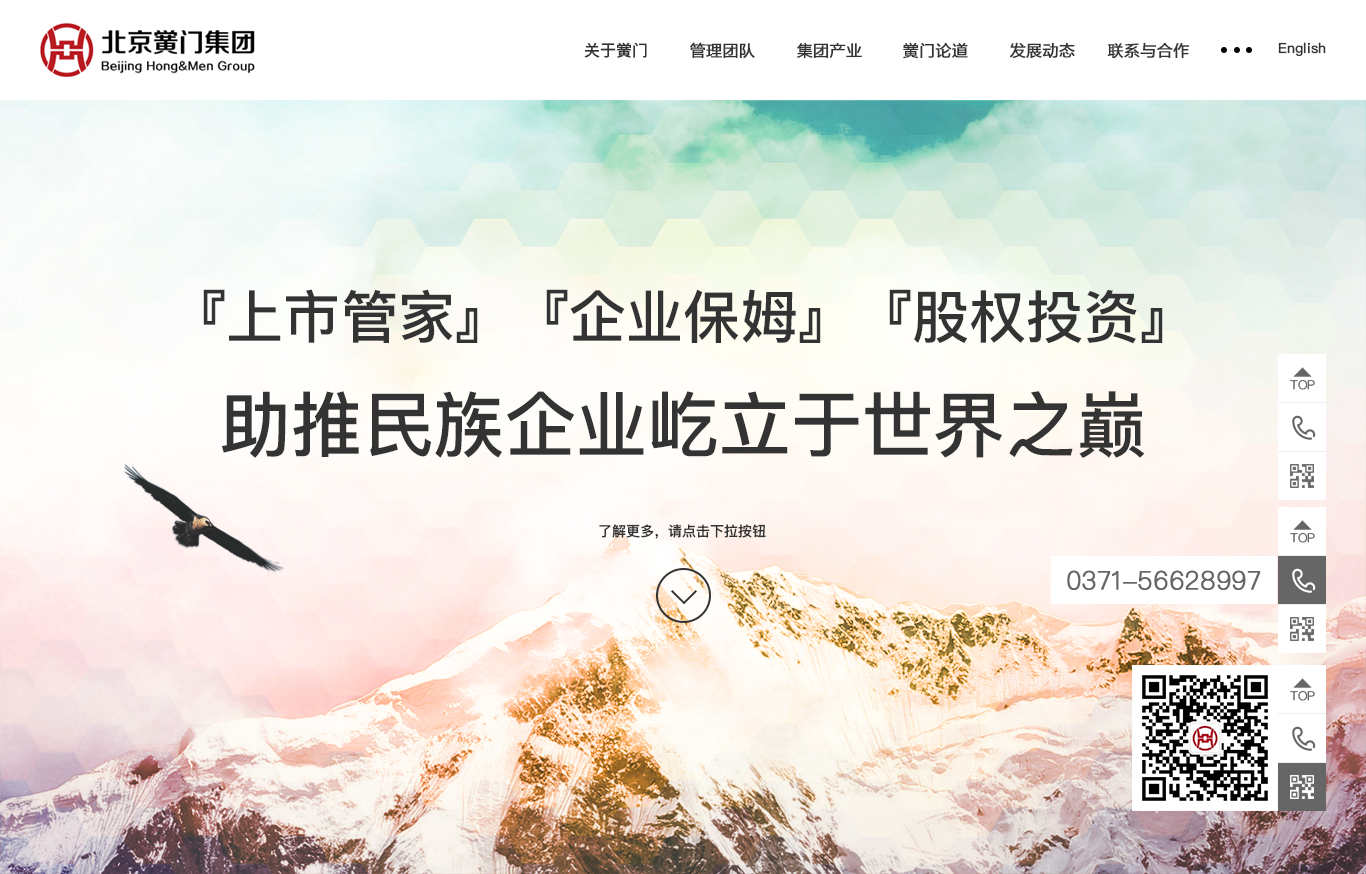 北京黉门集团
Beijing Hong&Men Group
关于黉门 管理团队 集团产业 黉门论道 发展动态 联系与合作 ••• English
『上市管家』『企业保姆』『股权投资』
助推民族企业屹立于世界之巅
了解更多，请点击下拉按钮
TOP
TOP
0371–56628997
TOP